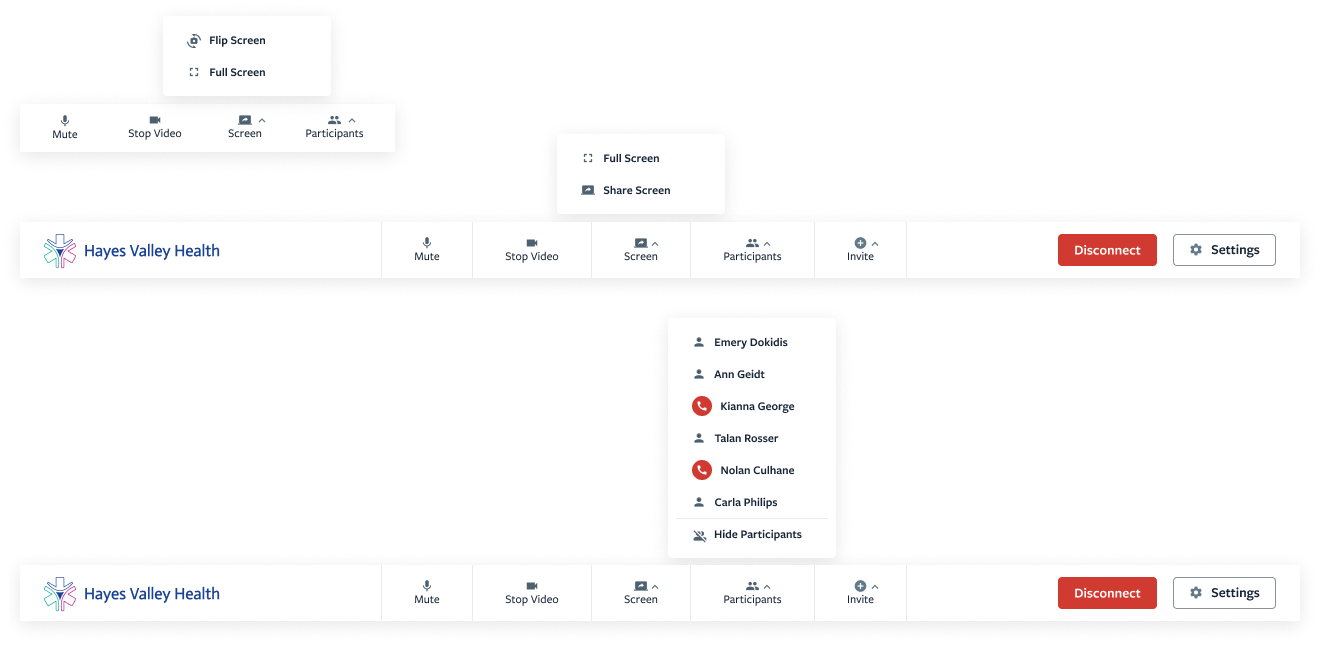 Flip Screen
Full Screen
Mute
Stop Video
Screen
Participants
Full Screen
Share Screen
Hayes Valley Health
Mute
Stop Video
Screen
Participants
Invite
Disconnect
Settings
Emery Dokidis
Ann Geidt
Kianna George
Talan Rosser
Nolan Culhane
Carla Philips
Hide Participants
Hayes Valley Health
Mute
Stop Video
Screen
Participants
Invite
Disconnect
Settings